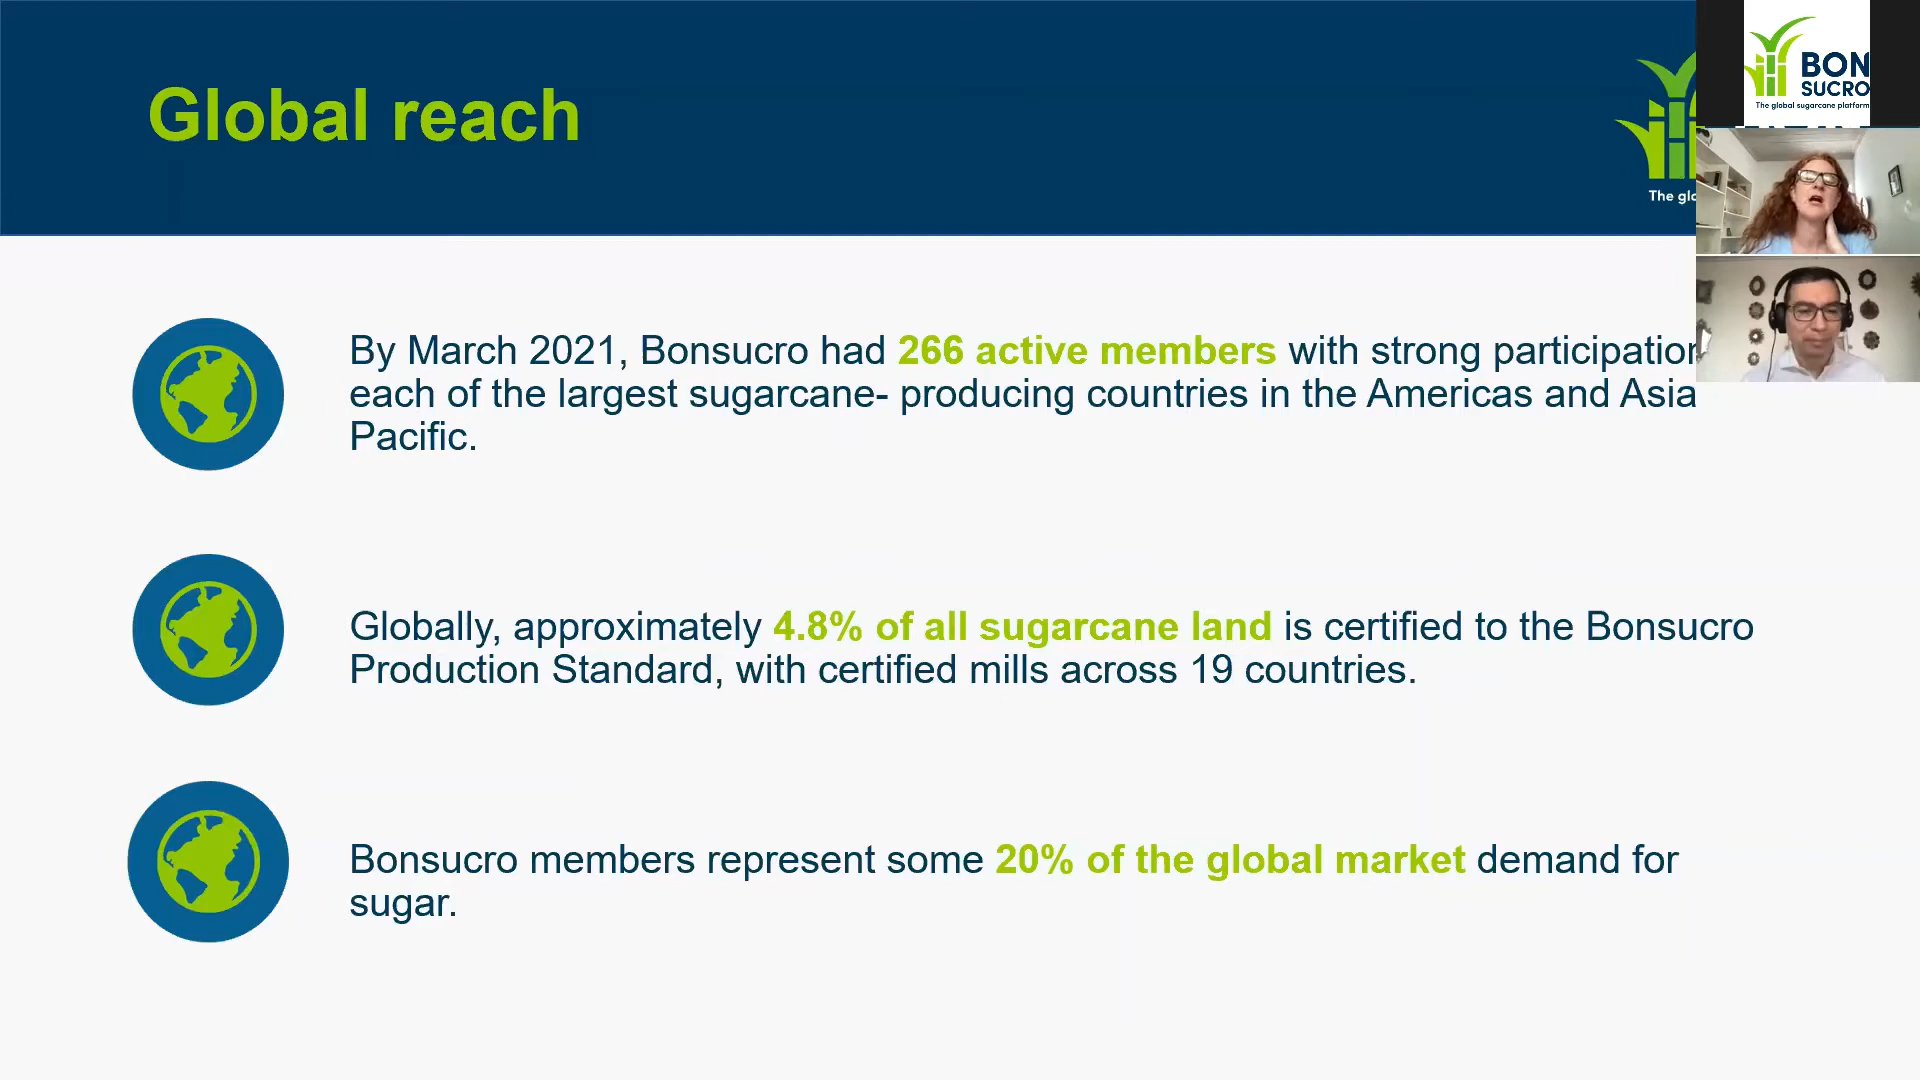 Global reach
The glo
BON
SUCRO
The global sugarcane platform
By March 2021, Bonsucro had 266 active members with strong participation
each of the largest sugarcane- producing countries in the Americas and Asia
Pacific.
Globally, approximately 4.8% of all sugarcane land is certified to the Bonsucro
Production Standard, with certified mills across 19 countries.
Bonsucro members represent some 20% of the global market demand for
sugar.